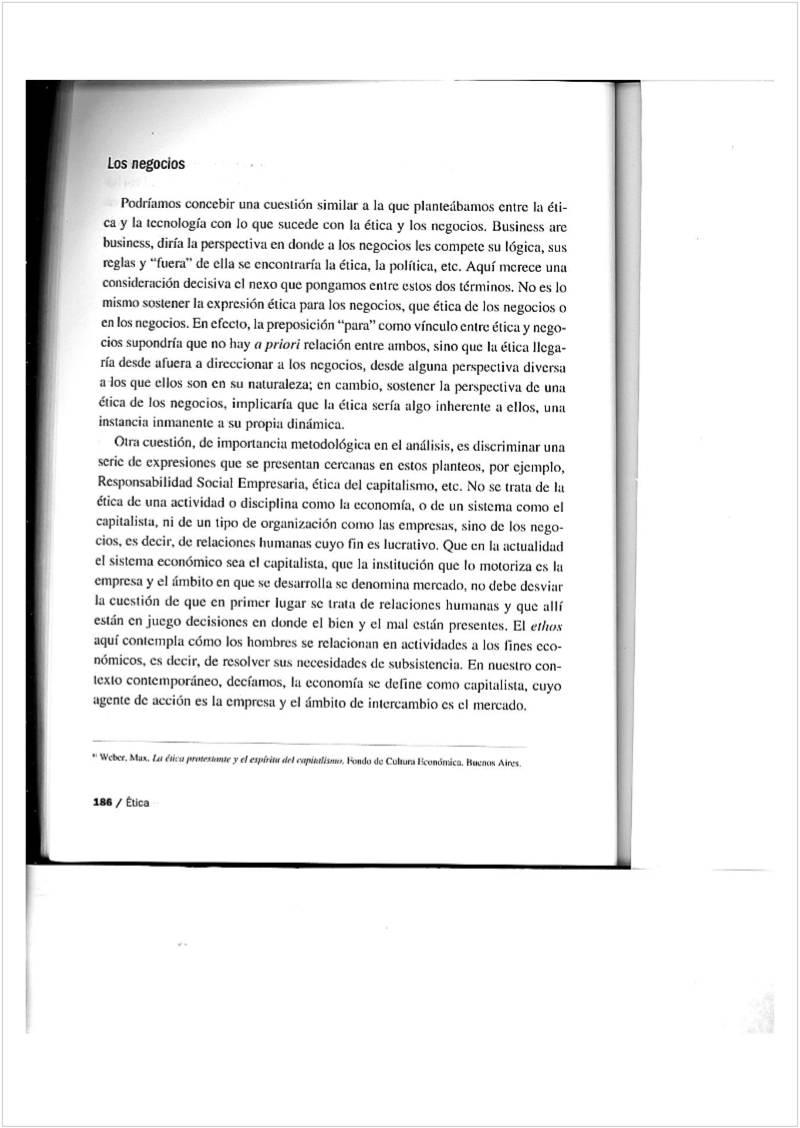 Los negocios
Podríamos concebir una cuestión similar a la que planteábamos entre la éti-
ca y la tecnología con lo que sucede con la ética y los negocios. Business are
business, diría la perspectiva en donde a los negocios les compete su lógica, sus
reglas y “fuera” de ella se encontraría la ética, la política, etc. Aquí merece una
consideración decisiva el nexo que pongamos entre estos dos términos. No es lo
mismo sostener la expresión ética para los negocios, que ética de los negocios o
en los negocios. En efecto, la preposición “para” como vínculo entre ética y nego-
cios supondría que no hay a priori relación entre ambos, sino que la ética llega-
ría desde afuera a direccionar a los negocios, desde alguna perspectiva diversa
a los que ellos son en su naturaleza; en cambio, sostener la perspectiva de una
ética de los negocios, implicaría que la ética sería algo inherente a ellos, una
instancia inmanente a su propia dinámica.
Otra cuestión, de importancia metodológica en el análisis, es discriminar una
serie de expresiones que se presentan cercanas en estos planteos, por ejemplo,
Responsabilidad Social Empresaria, ética del capitalismo, etc. No se trata de la
ética de una actividad o disciplina como la economía, o de un sistema como el
capitalista, ni de un tipo de organización como las empresas, sino de los nego-
cios, es decir, de relaciones humanas cuyo fin es lucrativo. Que en la actualidad
el sistema económico sea el capitalista, que la institución que lo motoriza es la
empresa y el ámbito en que se desarrolla se denomina mercado, no debe desviar
la cuestión de que en primer lugar se trata de relaciones humanas y que allí
están en juego decisiones en donde el bien y el mal están presentes. El ethos
aquí contempla cómo los hombres se relacionan en actividades a los fines eco-
nómicos, es decir, de resolver sus necesidades de subsistencia. En nuestro con-
texto contemporáneo, decíamos, la economía se define como capitalista, cuyo
agente de acción es la empresa y el ámbito de intercambio es el mercado.
Weber, Max, La ética protestante y el espíritu del capitalismo, Fondo de Cultura Económica, Buenos Aires.
186 / Ética